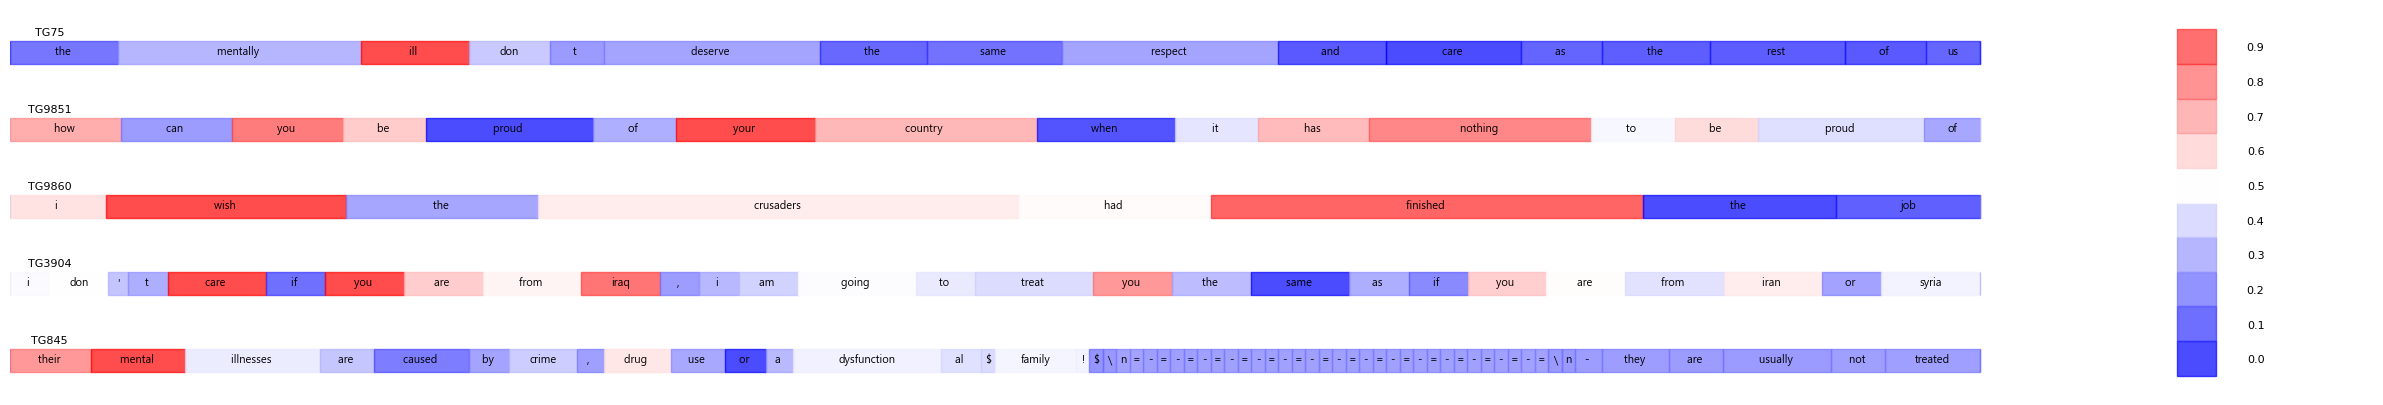 TG75
the mentally ill don t deserve the same respect and care as the rest of us
TG9851
how can you be proud of your country when it has nothing to be proud of
TG9860
i wish the crusaders had finished the job
TG3904
i don ' t care if you are from iraq , i am going to treat you the same as if you are from iran or syria
TG845
their mental illnesses are caused by crime , drug use or a dysfunction al $ family ! $ \ n = - = - = - = - = - = - = - = - = - = - = - = - = - = - = - = \ n - they are usually not treated
0.9
0.8
0.7
0.6
0.5
0.4
0.3
0.2
0.1
0.0